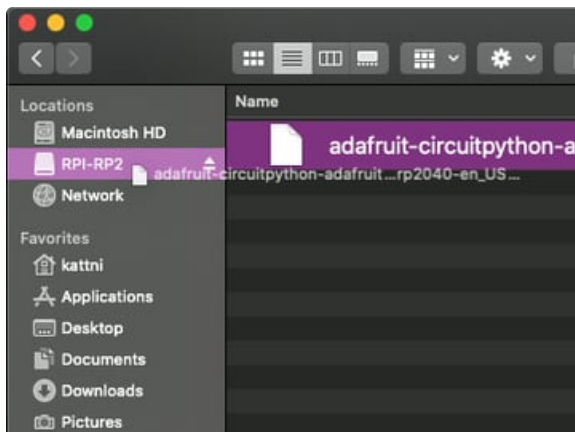 Locations
Name
Macintosh HD
adafruit-circuitpython-a
RPI-RP2
adafruit-circuitpython-adafruit...rp2040-en_US...
Network
Favorites
kattni
Applications
Desktop
Documents
Downloads
Pictures